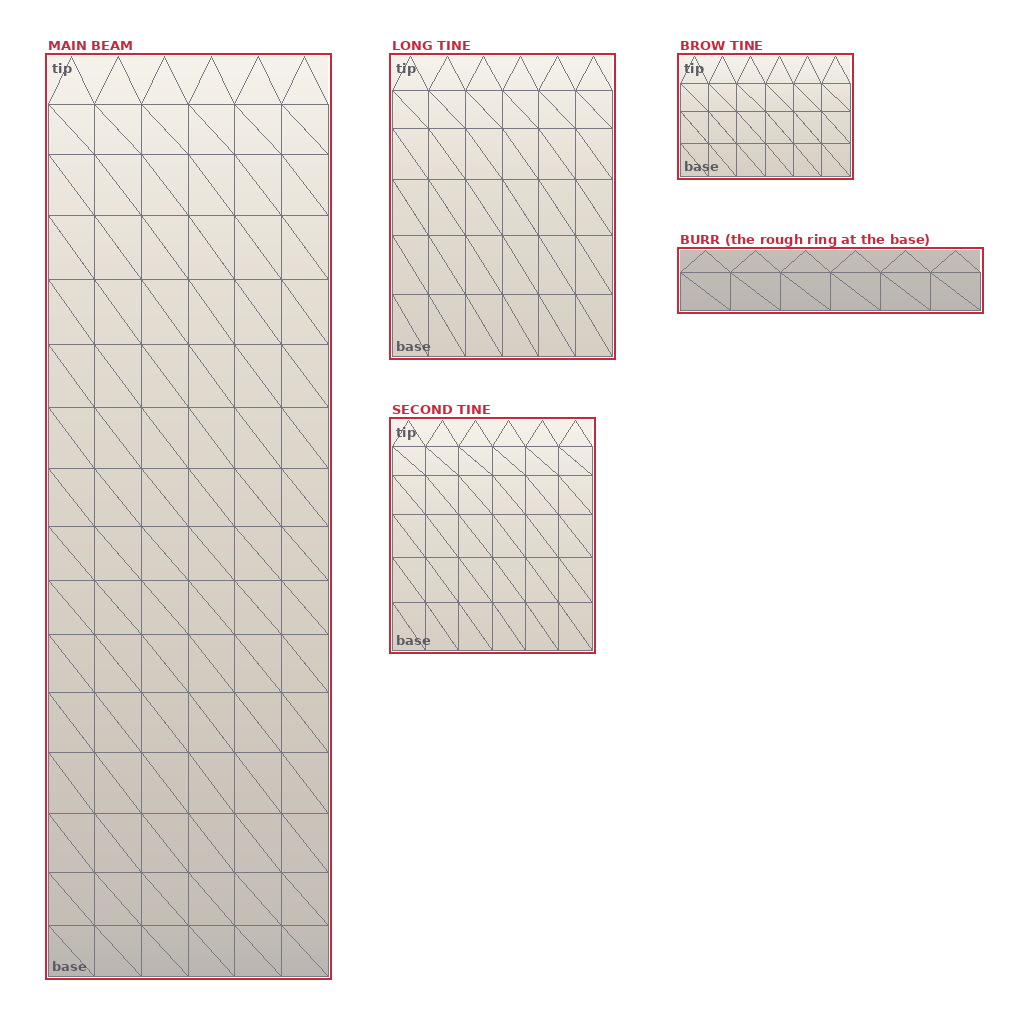 MAIN BEAM
tip
base
LONG TINE
tip
base
SECOND TINE
tip
base
BROW TINE
tip
base
BURR (the rough ring at the base)